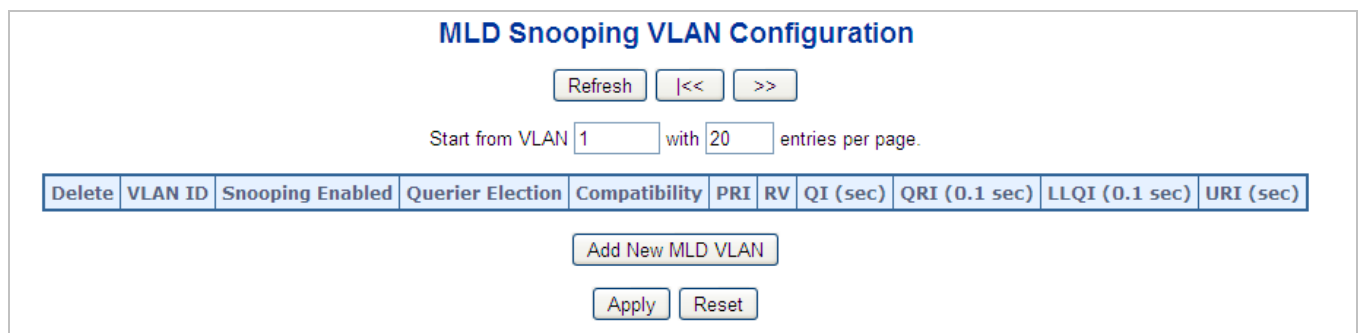 MLD Snooping VLAN Configuration
Refresh |<< >>
Start from VLAN 1 with 20 entries per page.
Delete VLAN ID Snooping Enabled Querier Election Compatibility PRI RV QI (sec) QRI (0.1 sec) LLQI (0.1 sec) URI (sec)
Add New MLD VLAN
Apply Reset